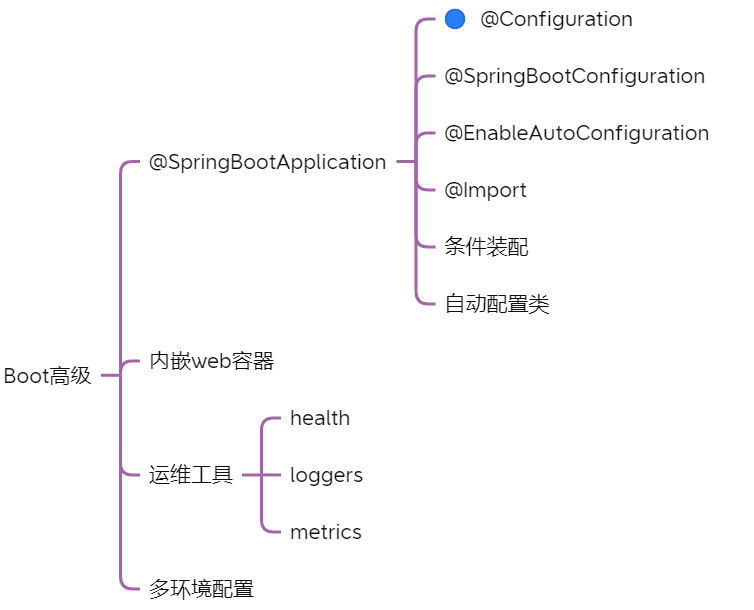 Boot高级
@SpringBootApplication
@Configuration
@SpringBootConfiguration
@EnableAutoConfiguration
@Import
条件装配
自动配置类
内嵌web容器
运维工具
health
loggers
metrics
多环境配置